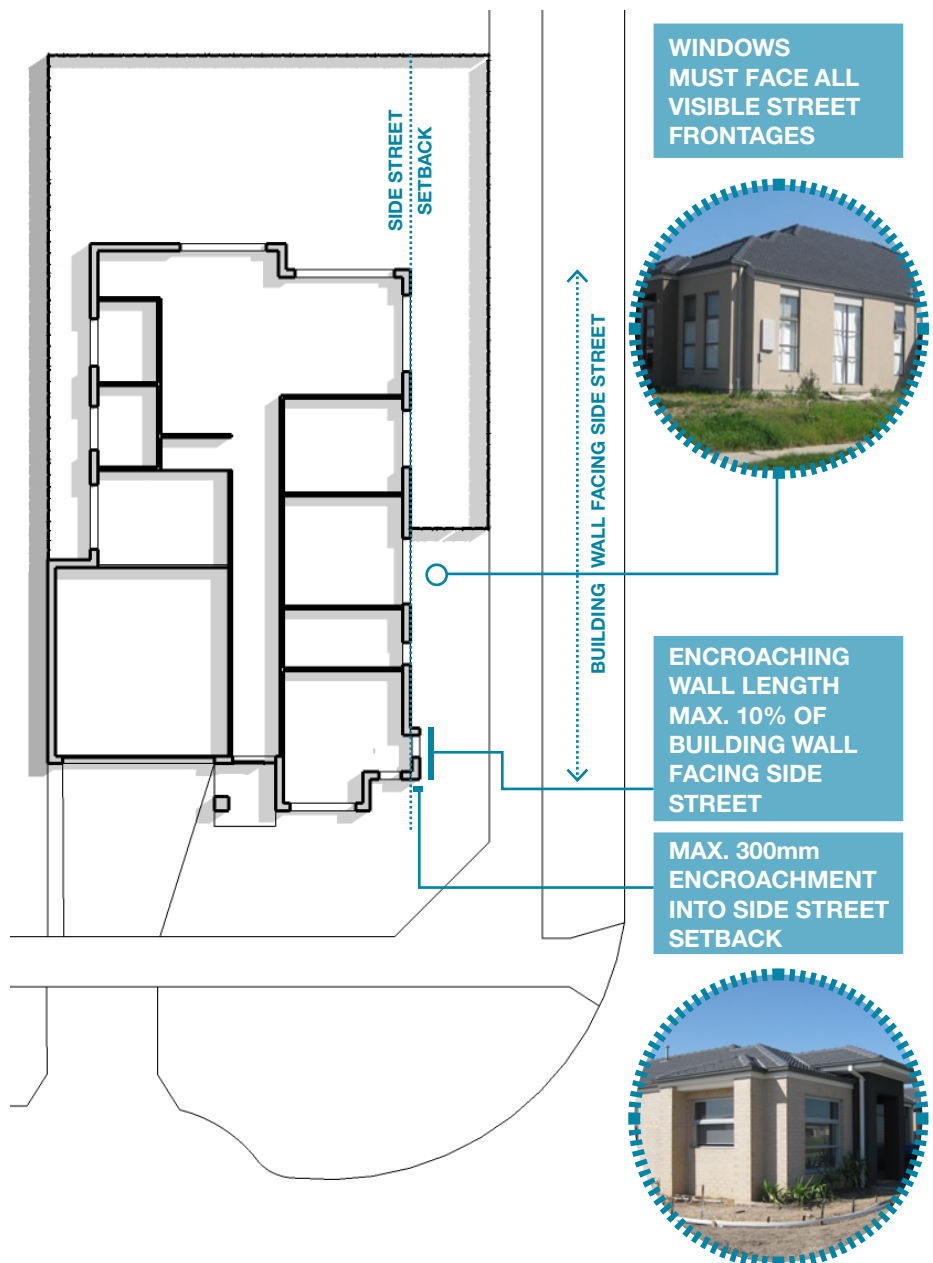 WINDOWS
MUST FACE ALL
VISIBLE STREET
FRONTAGES
SIDE STREET
SETBACK
BUILDING WALL FACING SIDE STREET
ENCROACHING
WALL LENGTH
MAX. 10% OF
BUILDING WALL
FACING SIDE
STREET
MAX. 300mm
ENCROACHMENT
INTO SIDE STREET
SETBACK